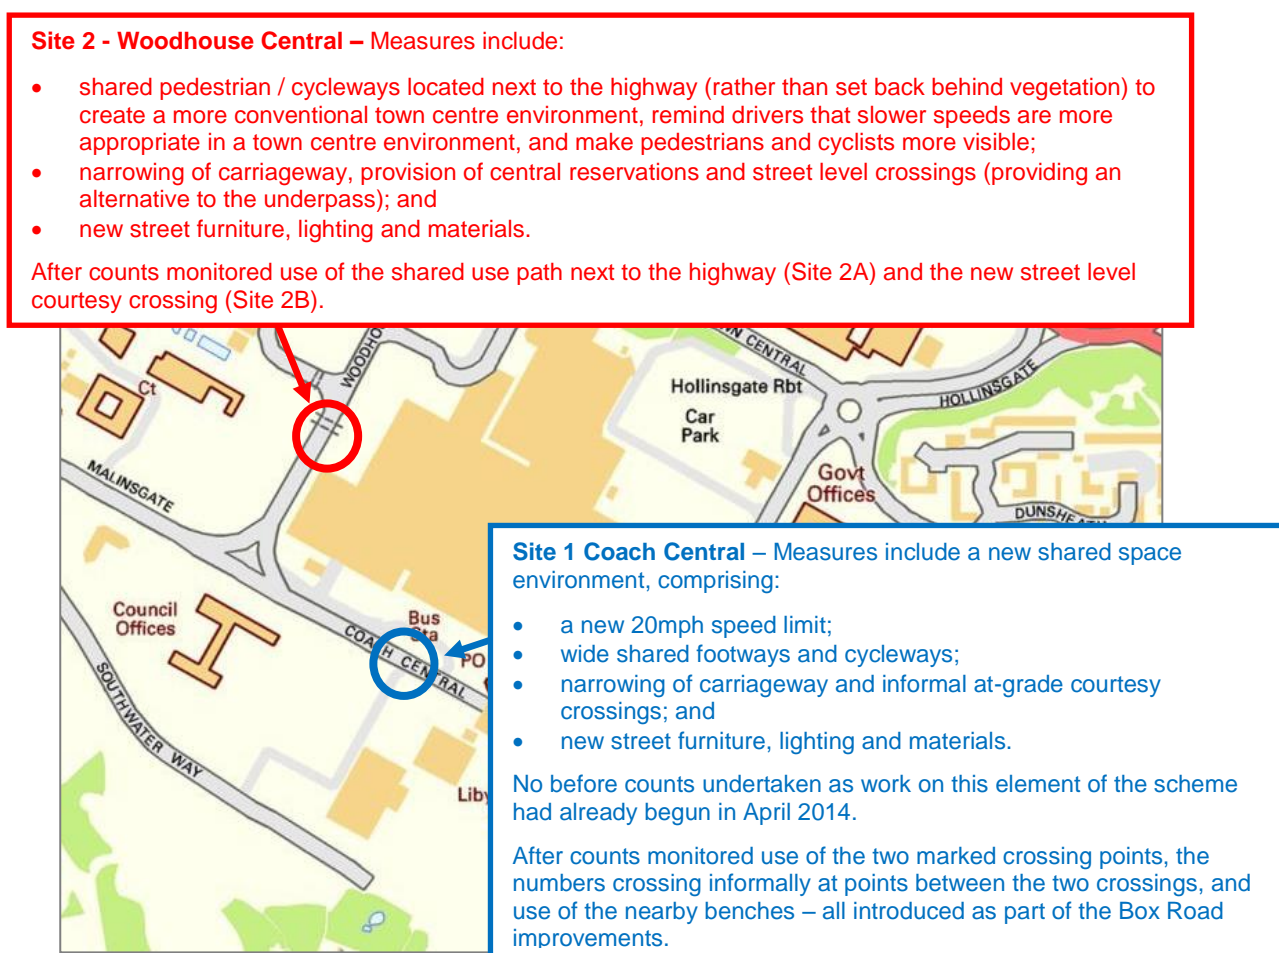 Site 2 - Woodhouse Central – Measures include:
• shared pedestrian / cycleways located next to the highway (rather than set back behind vegetation) to
create a more conventional town centre environment, remind drivers that slower speeds are more
appropriate in a town centre environment, and make pedestrians and cyclists more visible;
• narrowing of carriageway, provision of central reservations and street level crossings (providing an
alternative to the underpass); and
• new street furniture, lighting and materials.
After counts monitored use of the shared use path next to the highway (Site 2A) and the new street level
courtesy crossing (Site 2B).
WOODHO
CENTRAL
Hollinsgate Rbt
HOLLINSGATE
Ct
Car
Park
MALINSGATE
Govt
Offices
DUNSHEATH
Council
Offices
Bus
Sta
COACH CENTRAL
PO
SOUTHWATER WAY
Liby
Site 1 Coach Central – Measures include a new shared space
environment, comprising:
• a new 20mph speed limit;
• wide shared footways and cycleways;
• narrowing of carriageway and informal at-grade courtesy
crossings; and
• new street furniture, lighting and materials.
No before counts undertaken as work on this element of the scheme
had already begun in April 2014.
After counts monitored use of the two marked crossing points, the
numbers crossing informally at points between the two crossings, and
use of the nearby benches – all introduced as part of the Box Road
improvements.